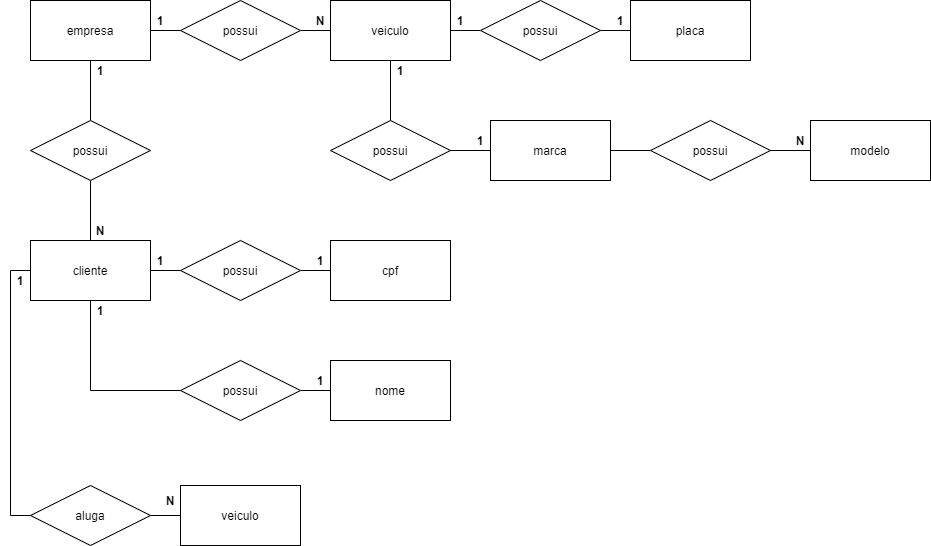 empresa 1 possui N veiculo 1 possui 1 placa
1 1
possui possui 1 marca possui N modelo
N
cliente 1 possui 1 cpf
1
1
possui 1 nome
aluga N veiculo